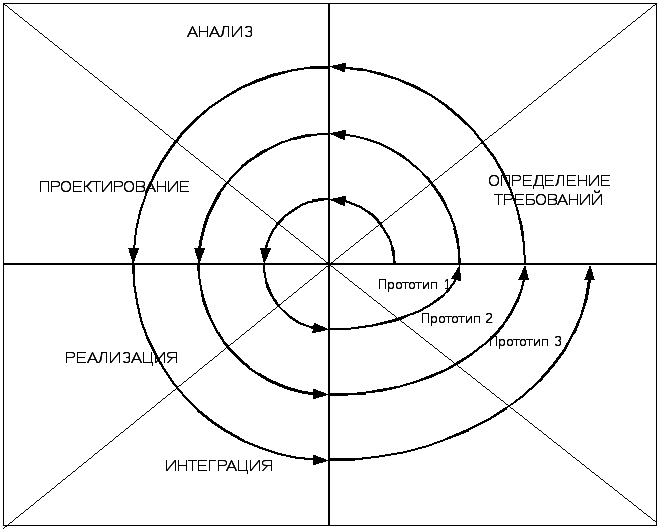 АНАЛИЗ
ПРОЕКТИРОВАНИЕ
ОПРЕДЕЛЕНИЕ
ТРЕБОВАНИЙ
Прототип 1
Прототип 2
Прототип 3
РЕАЛИЗАЦИЯ
ИНТЕГРАЦИЯ